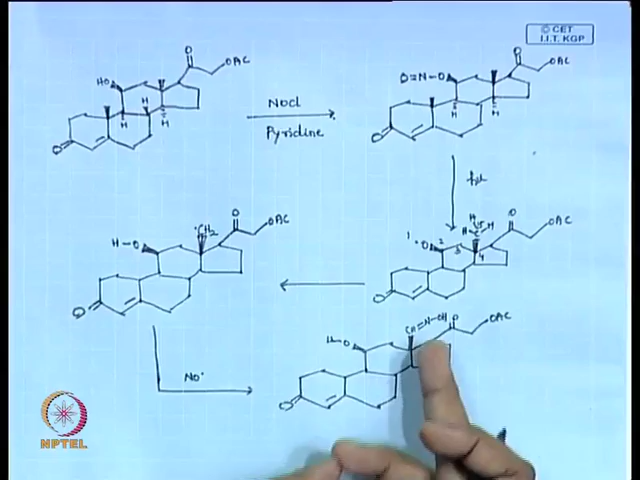 © CET
I.I.T. KGP
HO
O
OAC
H
H
H
O
NOCl
Pyridine
O=N-O
O
OAC
H
H
O
hν
H-O
·CH2
O
OAC
O
1
·O
2
3
4
5
H
H
C
H
O
OAC
O
NO·
H-O
CH=N-OH
O
OAC
O
NPTEL